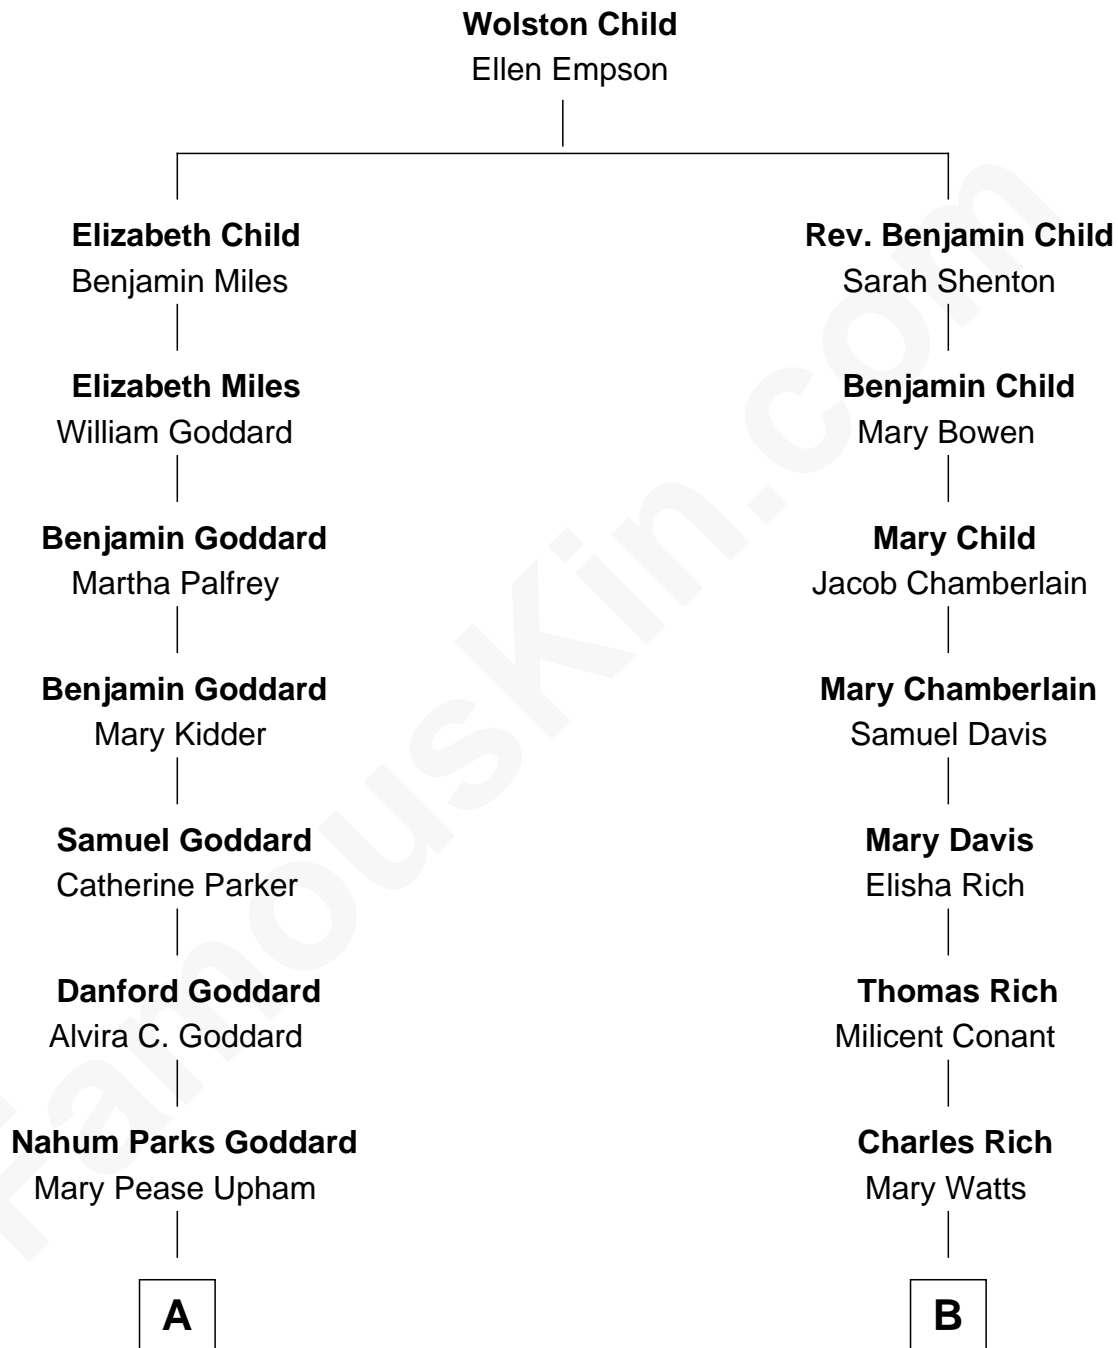 Wolston Child
Ellen Empson
Elizabeth Child
Benjamin Miles
Rev. Benjamin Child
Sarah Shenton
Elizabeth Miles
William Goddard
Benjamin Child
Mary Bowen
Benjamin Goddard
Martha Palfrey
Mary Child
Jacob Chamberlain
Benjamin Goddard
Mary Kidder
Mary Chamberlain
Samuel Davis
Samuel Goddard
Catherine Parker
Mary Davis
Elisha Rich
Danford Goddard
Alvira C. Goddard
Thomas Rich
Milicent Conant
Nahum Parks Goddard
Mary Pease Upham
Charles Rich
Mary Watts
A
B
FamousKin.com